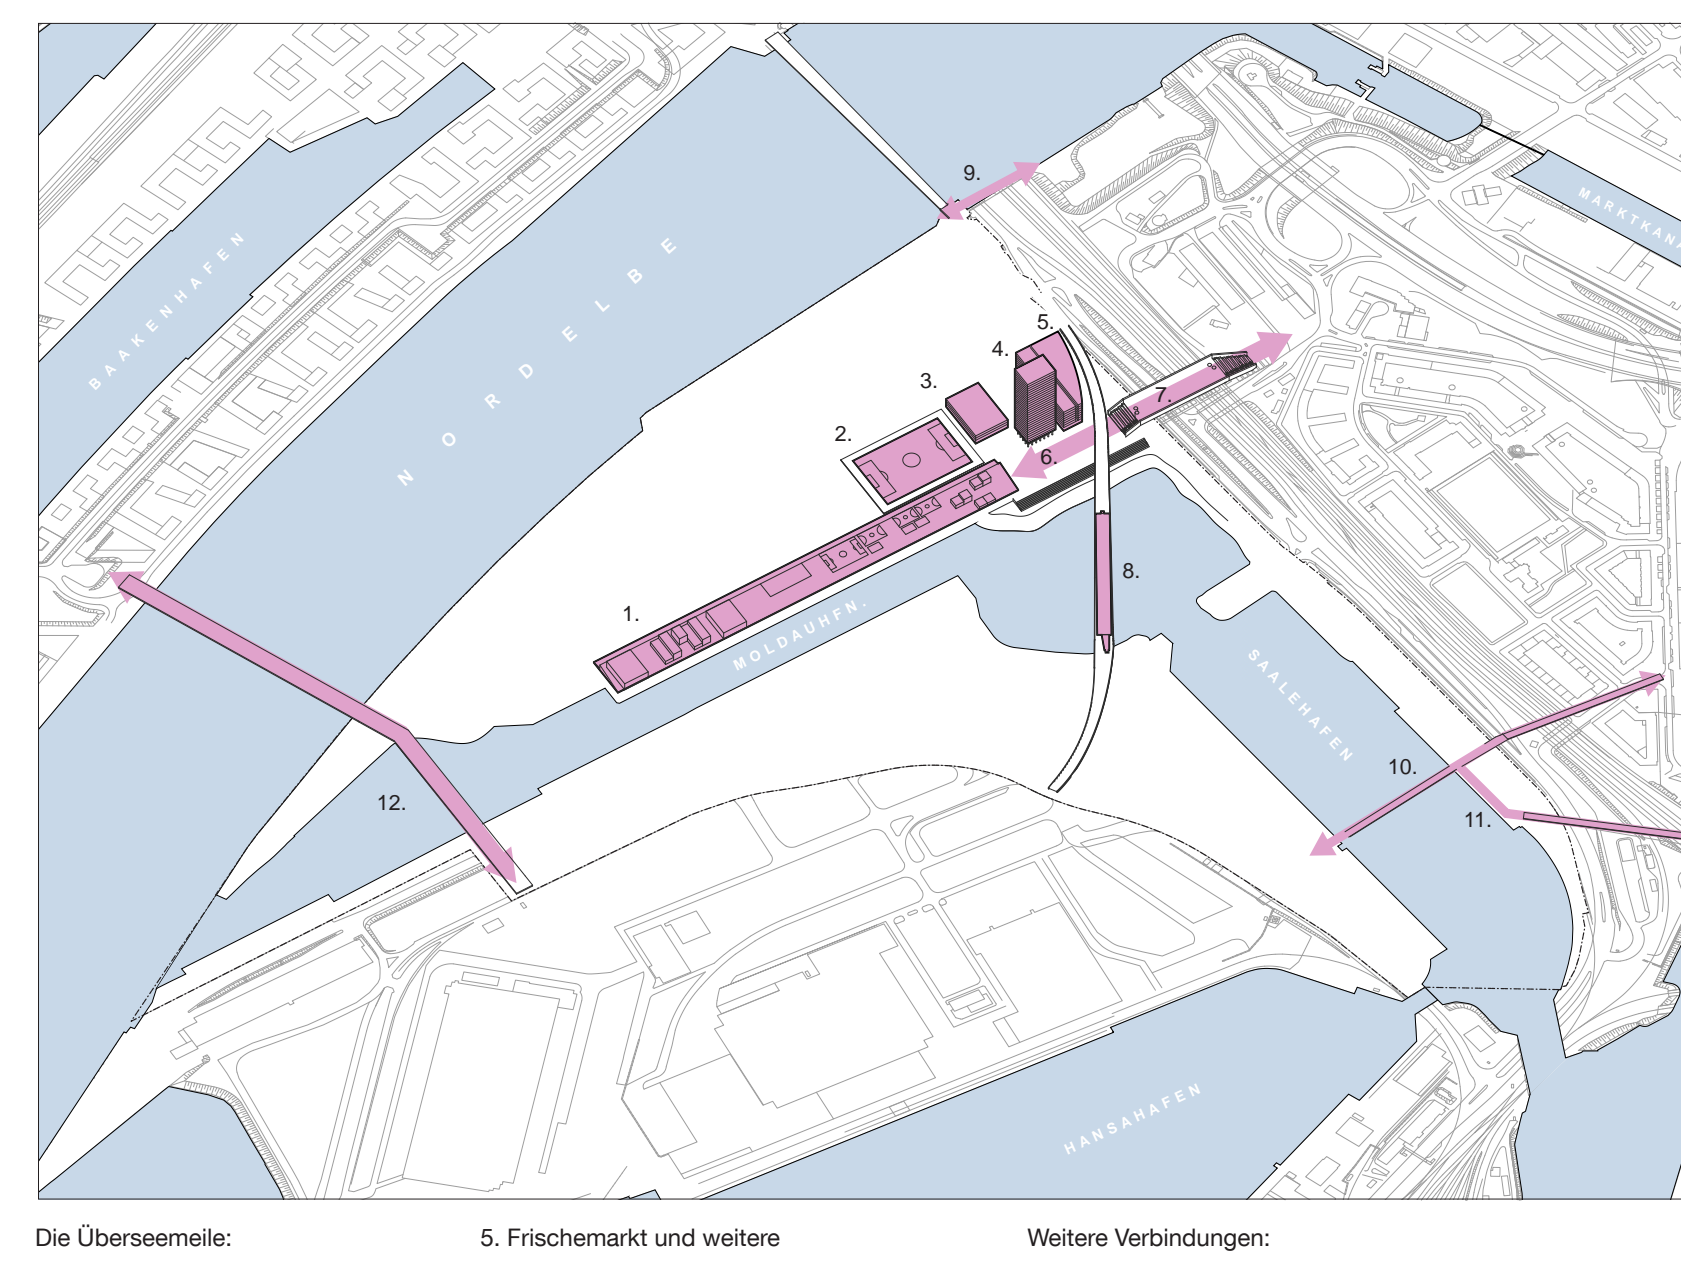 BAAKENHAFEN
NORDELBE
MARKTKANA
9.
5.
4.
3.
7.
2.
6.
8.
1.
MOLDAUHFN.
SAALEHAFEN
10.
12.
11.
HANSAHAFEN
Die Überseemeile:
5. Frischemarkt und weitere
Weitere Verbindungen: